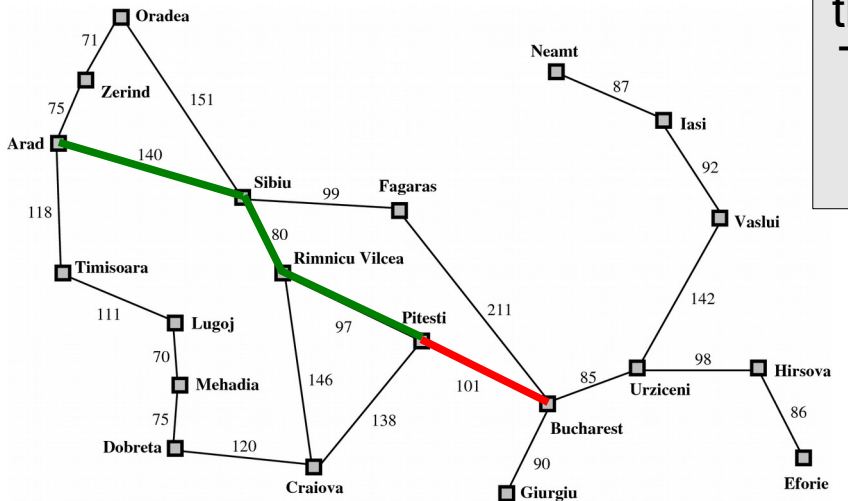 Oradea
71
Neamt
Zerind
87
151
75
Iasi
Arad
140
92
Sibiu
Fagaras
99
118
Vaslui
80
Rimnicu Vilcea
Timisoara
142
111
Lugoj
97
Pitesti
211
70
98
Hirsova
146
101
85
Mehadia
Urziceni
86
75
138
Bucharest
Dobreta
120
90
Craiova
Eforie
Giurgiu